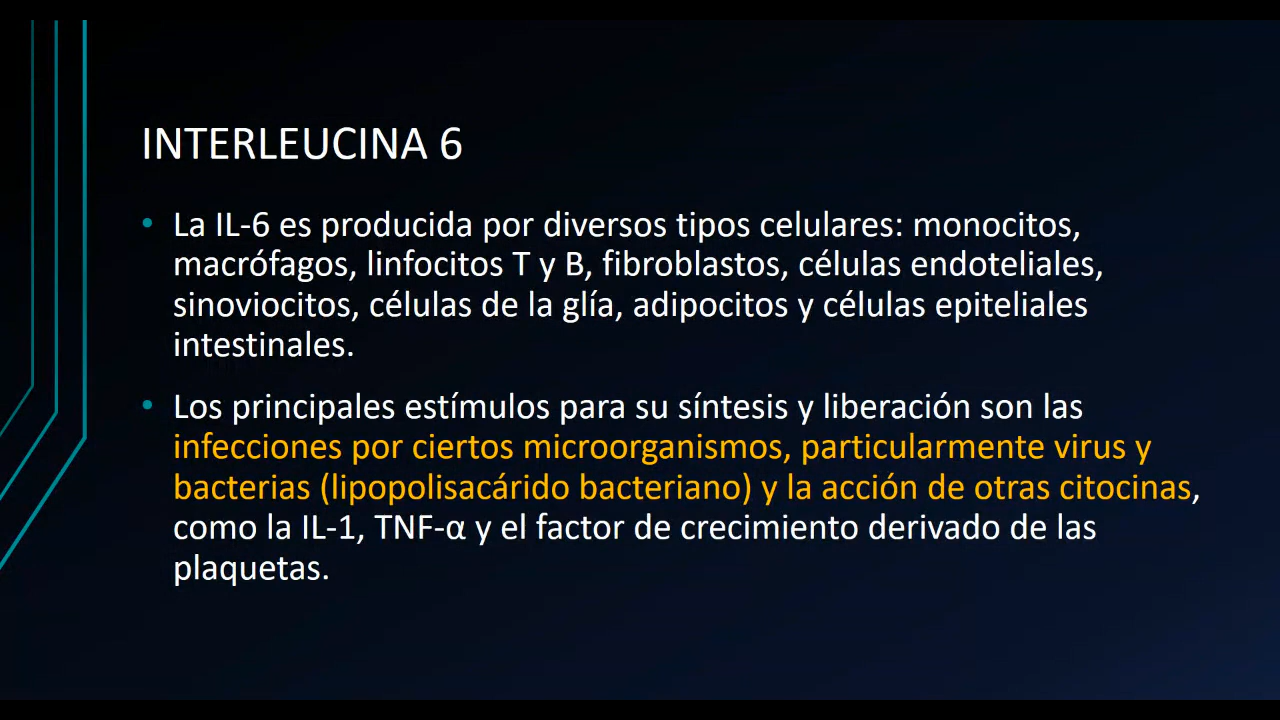 INTERLEUCINA 6
• La IL-6 es producida por diversos tipos celulares: monocitos,
macrófagos, linfocitos T y B, fibroblastos, células endoteliales,
sinoviocitos, células de la glía, adipocitos y células epiteliales
intestinales.
• Los principales estímulos para su síntesis y liberación son las
infecciones por ciertos microorganismos, particularmente virus y
bacterias (lipopolisacárido bacteriano) y la acción de otras citocinas,
como la IL-1, TNF-α y el factor de crecimiento derivado de las
plaquetas.